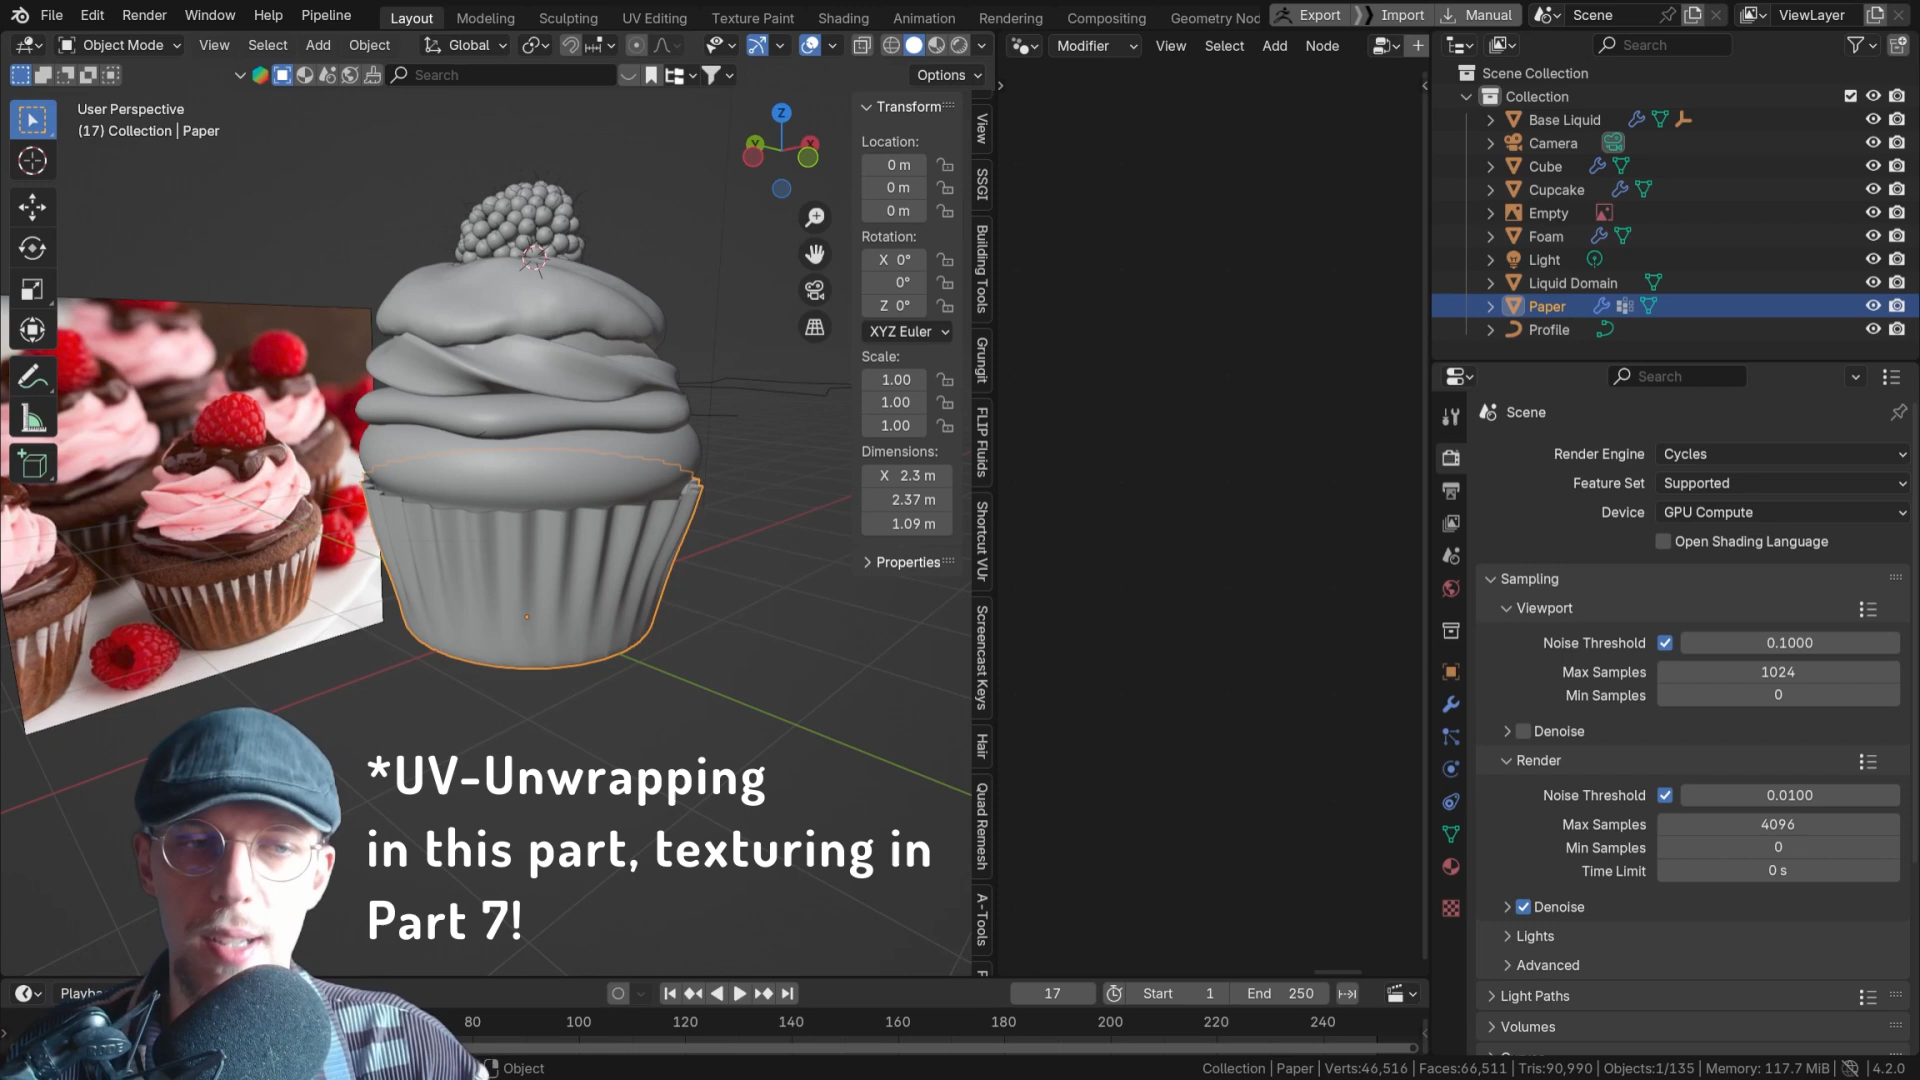 File Edit Render Window Help Pipeline Layout Modeling Sculpting UV Editing Texture Paint Shading Animation Rendering Compositing Geometry Nod Export Import Manual Scene ViewLayer
Object Mode View Select Add Object Global Modifier View Select Add Node Search
Search Options
User Perspective
(17) Collection | Paper
Z
Y
X
Transform
Location:
0 m
0 m
0 m
Rotation:
X 0°
0°
Z 0°
XYZ Euler
Scale:
1.00
1.00
1.00
Dimensions:
X 2.3 m
2.37 m
1.09 m
Properties
View
SSGI
Building Tools
Grungit
FLIP Fluids
Shortcut VUr
Screencast Keys
Hair
Quad Remesh
A-Tools
Scene Collection
Collection
Base Liquid
Camera
Cube
Cupcake
Empty
Foam
Light
Liquid Domain
Paper
Profile
Search
Scene
Render Engine Cycles
Feature Set Supported
Device GPU Compute
Open Shading Language
Sampling
Viewport
Noise Threshold 0.1000
Max Samples 1024
Min Samples 0
Denoise
Render
Noise Threshold 0.0100
Max Samples 4096
Min Samples 0
Time Limit 0 s
Denoise
Lights
Advanced
Light Paths
Volumes
*UV-Unwrapping
in this part, texturing in
Part 7!
Playba 17 Start 1 End 250
80 100 120 140 160 180 200 220 240
Object Collection | Paper | Verts:46,516 | Faces:66,511 | Tris:90,990 | Objects:1/135 | Memory: 117.7 MiB | 4.2.0